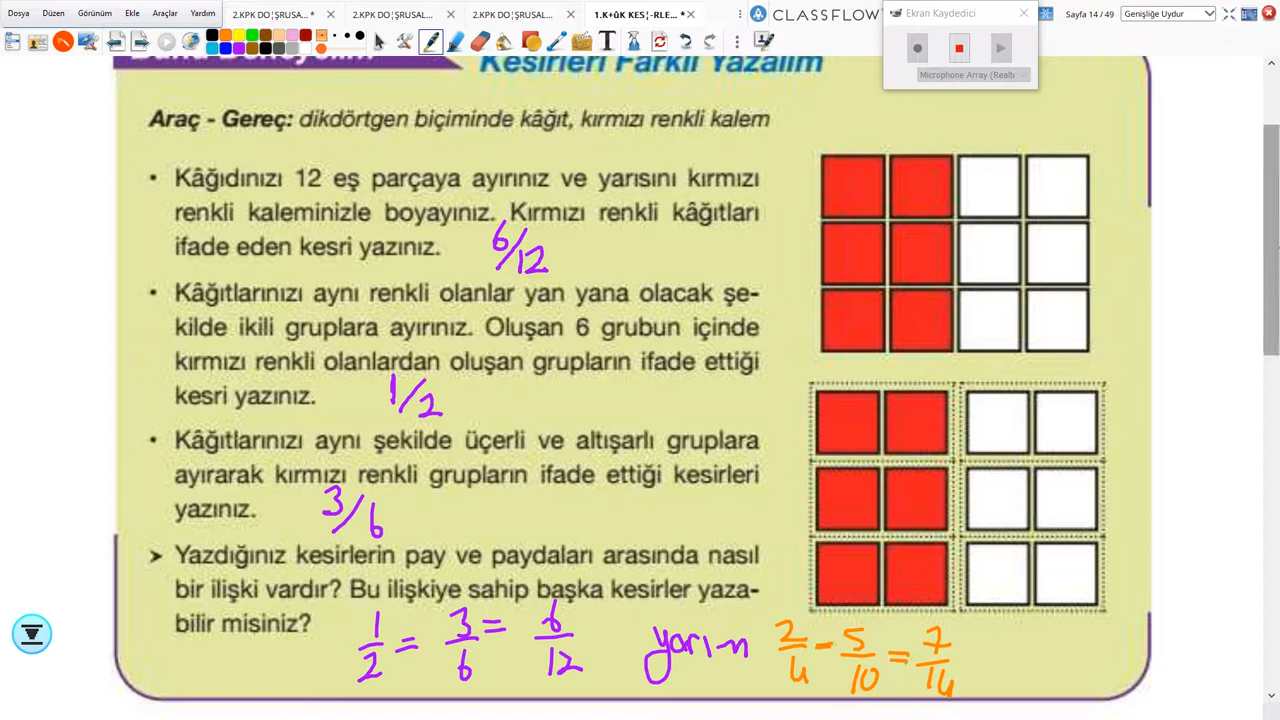 Dosya Düzen Görünüm Ekle Araçlar Yardım
2.KPK DO¦ŞRUSA... * 2.KPK DO¦ŞRUSAL... 2.KPK DO¦ŞRUSAL... 1.K+ûK KES¦-RLE... *
CLASSFLOW
Ekran Kaydedici
Sayfa 14 / 49
Genişliğe Uydur
Microphone Array (Realt
Kesirleri Farklı Yazalım
Araç - Gereç: dikdörtgen biçiminde kâğıt, kırmızı renkli kalem
• Kâğıdınızı 12 eş parçaya ayırınız ve yarısını kırmızı
renkli kaleminizle boyayınız. Kırmızı renkli kâğıtları
ifade eden kesri yazınız.
6/12
• Kâğıtlarınızı aynı renkli olanlar yan yana olacak şe-
kilde ikili gruplara ayırınız. Oluşan 6 grubun içinde
kırmızı renkli olanlardan oluşan grupların ifade ettiği
kesri yazınız.
1/2
• Kâğıtlarınızı aynı şekilde üçerli ve altışarlı gruplara
ayırarak kırmızı renkli grupların ifade ettiği kesirleri
yazınız.
3/6
➤ Yazdığınız kesirlerin pay ve paydaları arasında nasıl
bir ilişki vardır? Bu ilişkiye sahip başka kesirler yaza-
bilir misiniz?
1/2 = 3/6 = 6/12 yarım 2/4 - 5/10 = 7/14